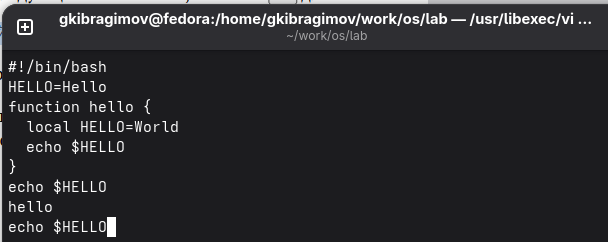 gkibragimov@fedora:/home/gkibragimov/work/os/lab — /usr/libexec/vi ...
~/work/os/lab
#!/bin/bash
HELLO=Hello
function hello {
  local HELLO=World
  echo $HELLO
}
echo $HELLO
hello
echo $HELLO